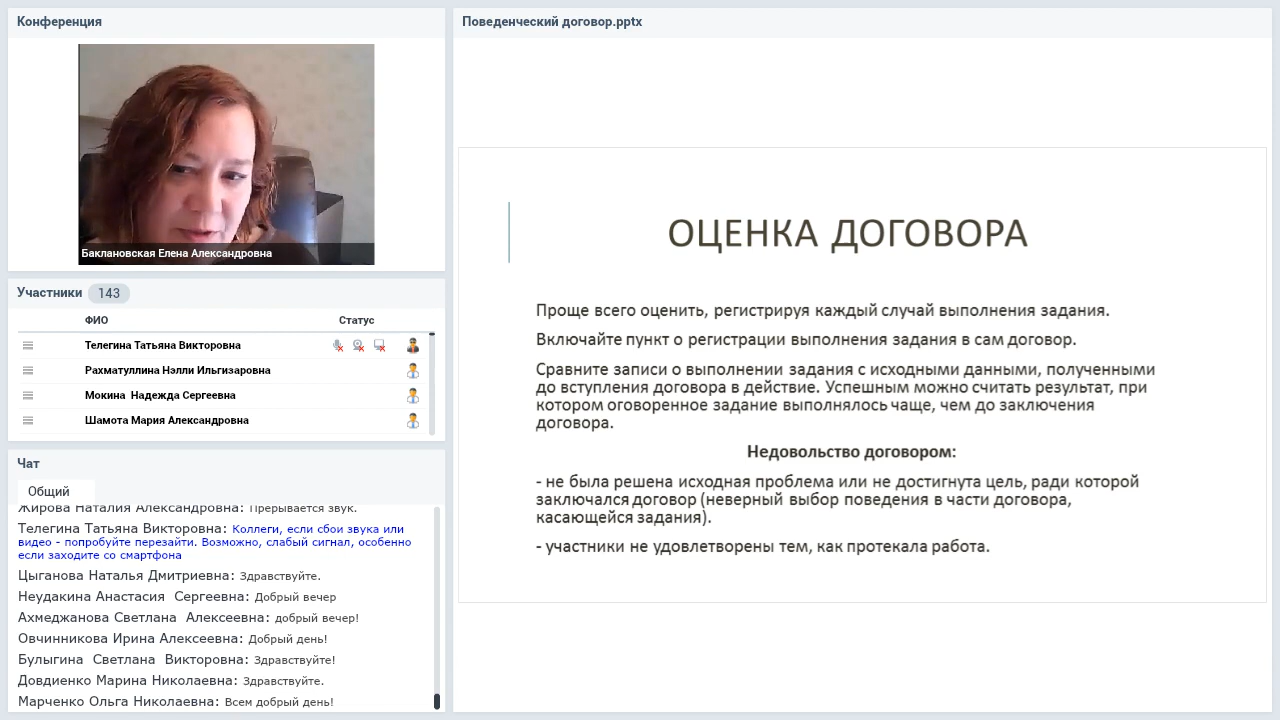 Конференция
Баклановская Елена Александровна
Участники 143
ФИО Статус
Телегина Татьяна Викторовна
Рахматуллина Нэлли Ильгизаровна
Мокина Надежда Сергеевна
Шамота Мария Александровна
Чат
Общий
Жирова Наталия Александровна: Прерывается звук.
Телегина Татьяна Викторовна: Коллеги, если сбои звука или
видео - попробуйте перезайти. Возможно, слабый сигнал, особенно
если заходите со смартфона
Цыганова Наталья Дмитриевна: Здравствуйте.
Неудакина Анастасия Сергеевна: Добрый вечер
Ахмеджанова Светлана Алексеевна: добрый вечер!
Овчинникова Ирина Алексеевна: Добрый день!
Булыгина Светлана Викторовна: Здравствуйте!
Довдиенко Марина Николаевна: Здравствуйте.
Марченко Ольга Николаевна: Всем добрый день!
Поведенческий договор.pptx
ОЦЕНКА ДОГОВОРА
Проще всего оценить, регистрируя каждый случай выполнения задания.
Включайте пункт о регистрации выполнения задания в сам договор.
Сравните записи о выполнении задания с исходными данными, полученными
до вступления договора в действие. Успешным можно считать результат, при
котором оговоренное задание выполнялось чаще, чем до заключения
договора.
Недовольство договором:
- не была решена исходная проблема или не достигнута цель, ради которой
заключался договор (неверный выбор поведения в части договора,
касающейся задания).
- участники не удовлетворены тем, как протекала работа.